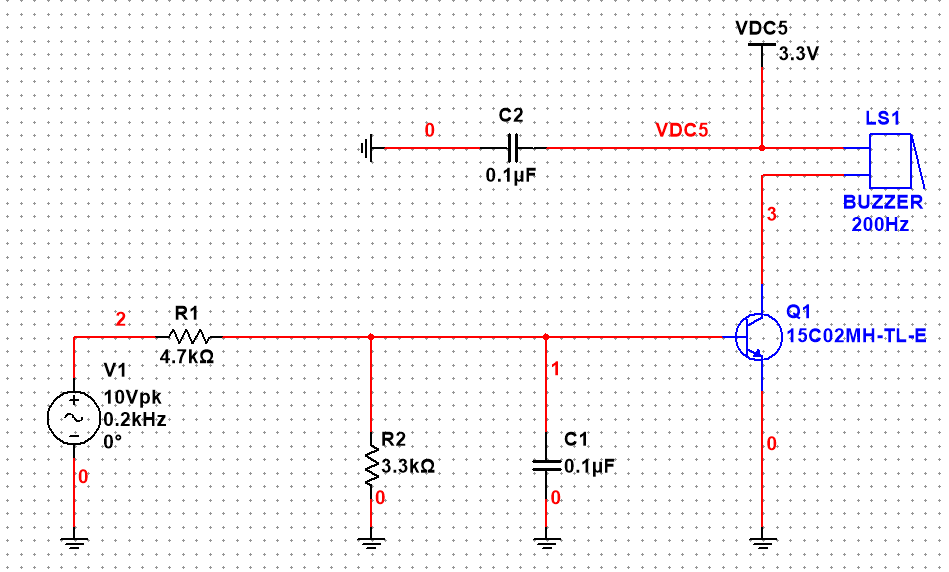 VDC5
3.3V
C2
0
VDC5
0.1µF
LS1
BUZZER
200Hz
3
Q1
15C02MH-TL-E
R1
2
4.7kΩ
1
V1
10Vpk
0.2kHz
0°
R2
3.3kΩ
C1
0.1µF
0
0
0
0